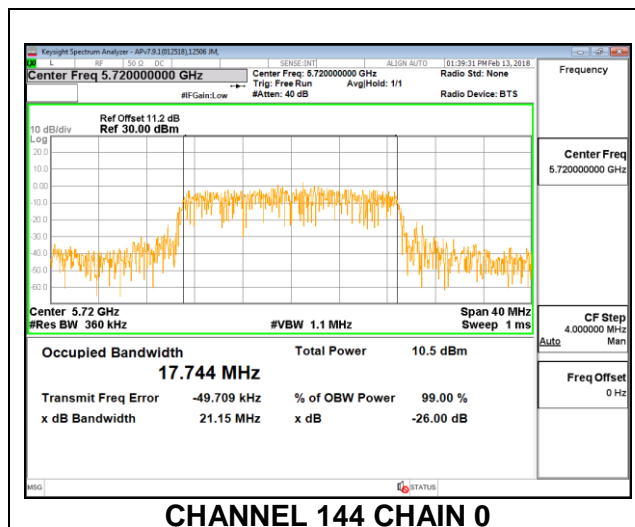 Keysight Spectrum Analyzer - APv7.9.1(012518),12506 JM,
L RF 50 Ω DC SENSE:INT ALIGN AUTO 01:39:31 PM Feb 13, 2018
Center Freq 5.720000000 GHz Center Freq: 5.720000000 GHz Radio Std: None Frequency
Trig: Free Run Avg|Hold: 1/1
#IFGain:Low #Atten: 40 dB Radio Device: BTS
Ref Offset 11.2 dB
10 dB/div Ref 30.00 dBm
Log
20.0
10.0
0.00
-10.0
-20.0
-30.0
-40.0
-50.0
-60.0
Center Freq
5.720000000 GHz
Center 5.72 GHz Span 40 MHz
#Res BW 360 kHz #VBW 1.1 MHz Sweep 1 ms
CF Step
4.000000 MHz
Auto Man
Freq Offset
0 Hz
Occupied Bandwidth Total Power 10.5 dBm
17.744 MHz
Transmit Freq Error -49.709 kHz % of OBW Power 99.00 %
x dB Bandwidth 21.15 MHz x dB -26.00 dB
MSG STATUS
CHANNEL 144 CHAIN 0